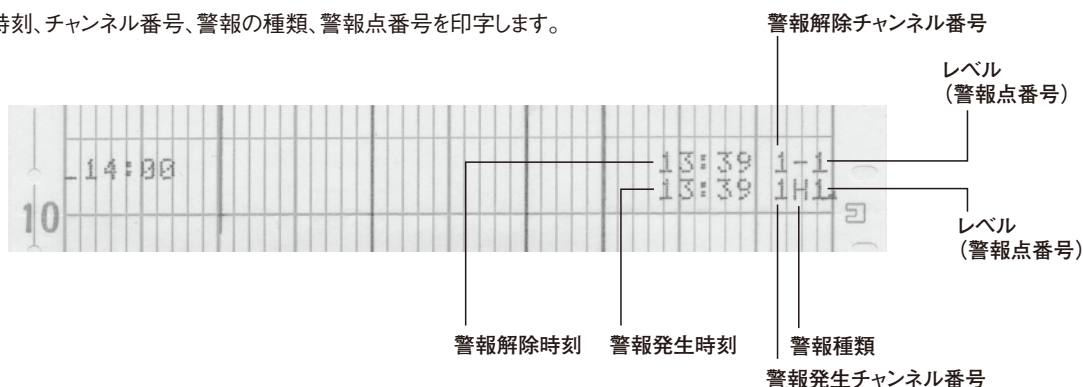 時刻、チャンネル番号、警報の種類、警報点番号を印字します。
警報解除チャンネル番号
レベル
(警報点番号)
14:00
13:39 1-1
13:39 1H1
10
レベル
(警報点番号)
警報解除時刻
警報発生時刻
警報種類
警報発生チャンネル番号